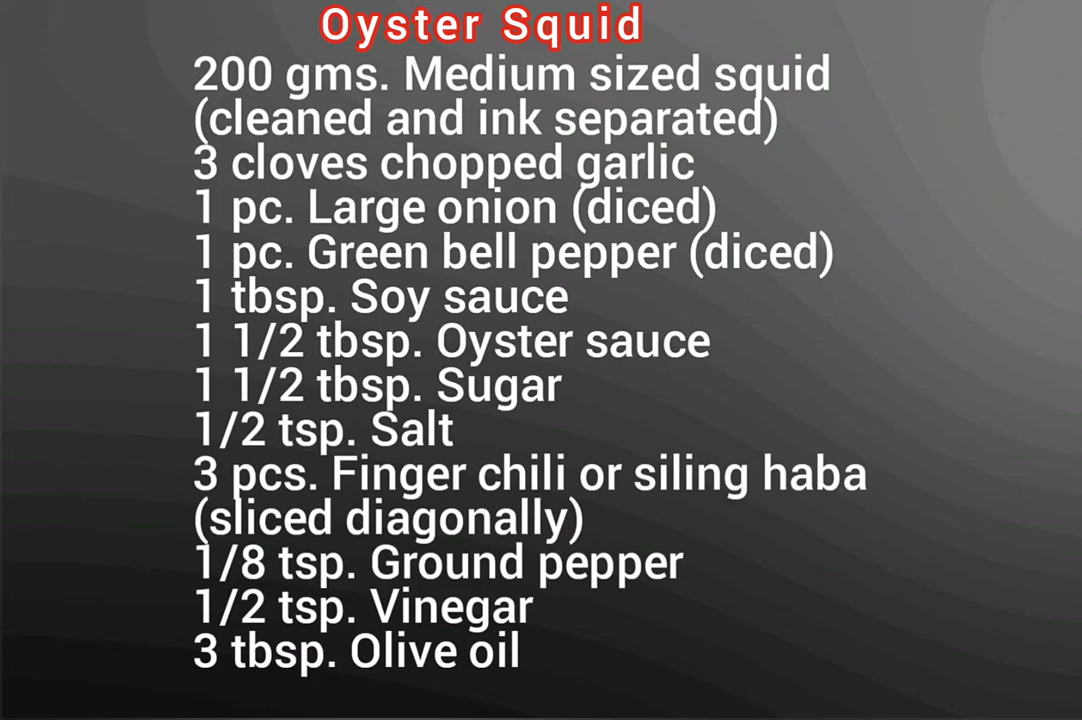 Oyster Squid
200 gms. Medium sized squid
(cleaned and ink separated)
3 cloves chopped garlic
1 pc. Large onion (diced)
1 pc. Green bell pepper (diced)
1 tbsp. Soy sauce
1 1/2 tbsp. Oyster sauce
1 1/2 tbsp. Sugar
1/2 tsp. Salt
3 pcs. Finger chili or siling haba
(sliced diagonally)
1/8 tsp. Ground pepper
1/2 tsp. Vinegar
3 tbsp. Olive oil